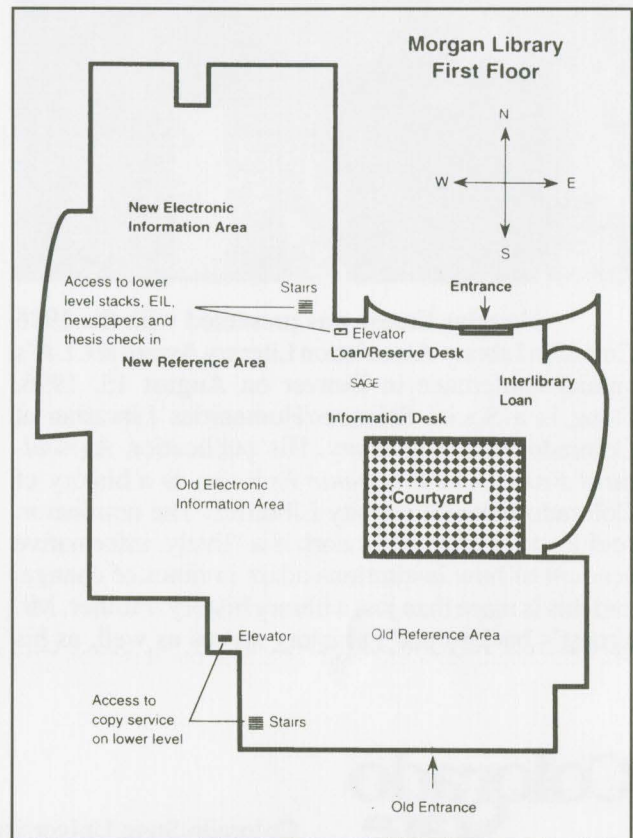 Morgan Library
First Floor
N
W
E
S
New Electronic
Information Area
Entrance
Access to lower
level stacks, EIL,
newspapers and
thesis check in
Stairs
Elevator
Loan/Reserve Desk
New Reference Area
SAGE
Interlibrary
Loan
Information Desk
Old Electronic
Information Area
Courtyard
Elevator
Old Reference Area
Access to
copy service
on lower level
Stairs
Old Entrance